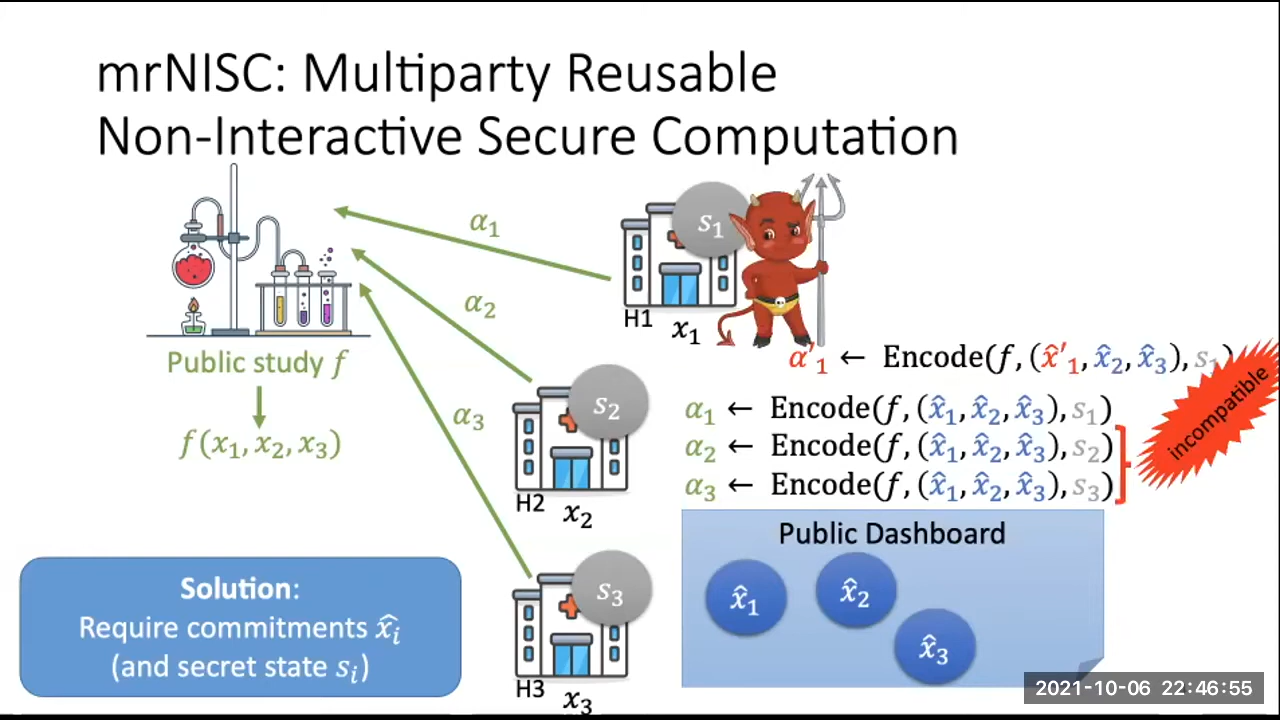 mrNISC: Multiparty Reusable
Non-Interactive Secure Computation
α₁
s₁
H1
x₁
α₂
Public study f
f(x₁, x₂, x₃)
α₃
s₂
H2
x₂
s₃
H3
x₃
α′₁ ← Encode(f, (x̂′₁, x̂₂, x̂₃), s₁)
α₁ ← Encode(f, (x̂₁, x̂₂, x̂₃), s₁)
α₂ ← Encode(f, (x̂₁, x̂₂, x̂₃), s₂)
α₃ ← Encode(f, (x̂₁, x̂₂, x̂₃), s₃)
incompatible
Public Dashboard
x̂₁
x̂₂
x̂₃
Solution:
Require commitments x̂ᵢ
(and secret state sᵢ)
2021-10-06 22:46:55